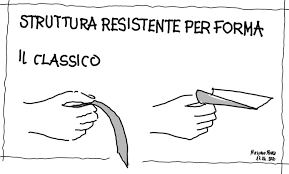 STRUTTURA RESISTENTE PER FORMA
IL CLASSICO